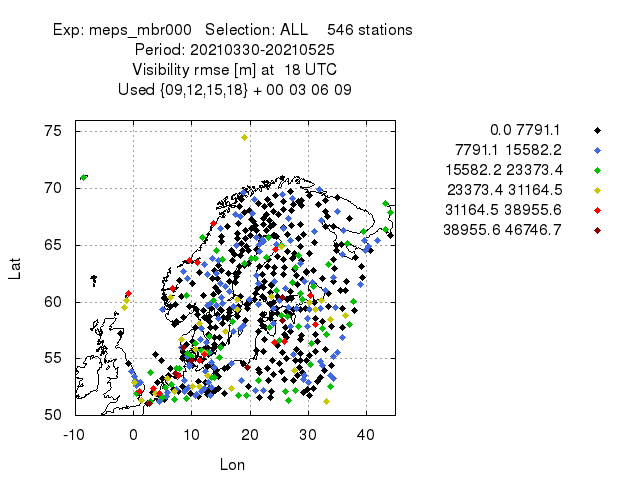 Exp: meps_mbr000 Selection: ALL 546 stations
Period: 20210330-20210525
Visibility rmse [m] at 18 UTC
Used {09,12,15,18} + 00 03 06 09
75
70
65
60
55
50
Lat
-10 0 10 20 30 40
Lon
0.0 7791.1
7791.1 15582.2
15582.2 23373.4
23373.4 31164.5
31164.5 38955.6
38955.6 46746.7